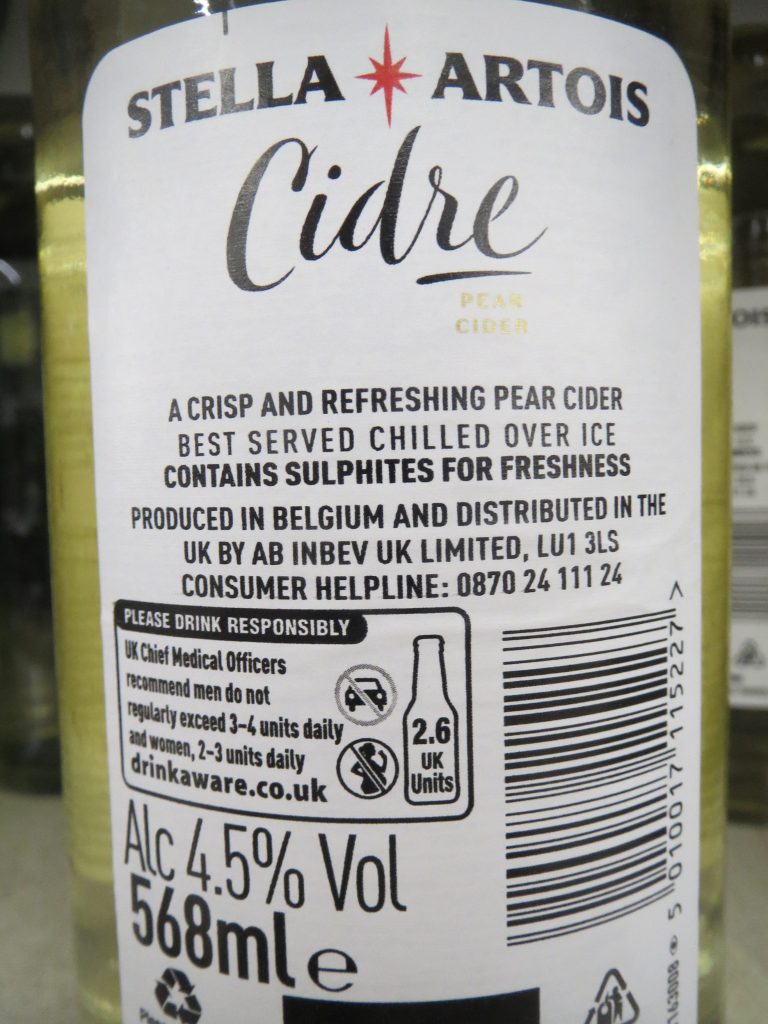 STELLA ARTOIS
Cidre
PEAR
CIDER
A CRISP AND REFRESHING PEAR CIDER
BEST SERVED CHILLED OVER ICE
CONTAINS SULPHITES FOR FRESHNESS
PRODUCED IN BELGIUM AND DISTRIBUTED IN THE
UK BY AB INBEV UK LIMITED, LU1 3LS
CONSUMER HELPLINE: 0870 24 111 24
PLEASE DRINK RESPONSIBLY
UK Chief Medical Officers
recommend men do not
regularly exceed 3–4 units daily
and women, 2–3 units daily
drinkaware.co.uk
2.6
UK
Units
Alc 4.5% Vol
568ml e
5 010017 115227 >